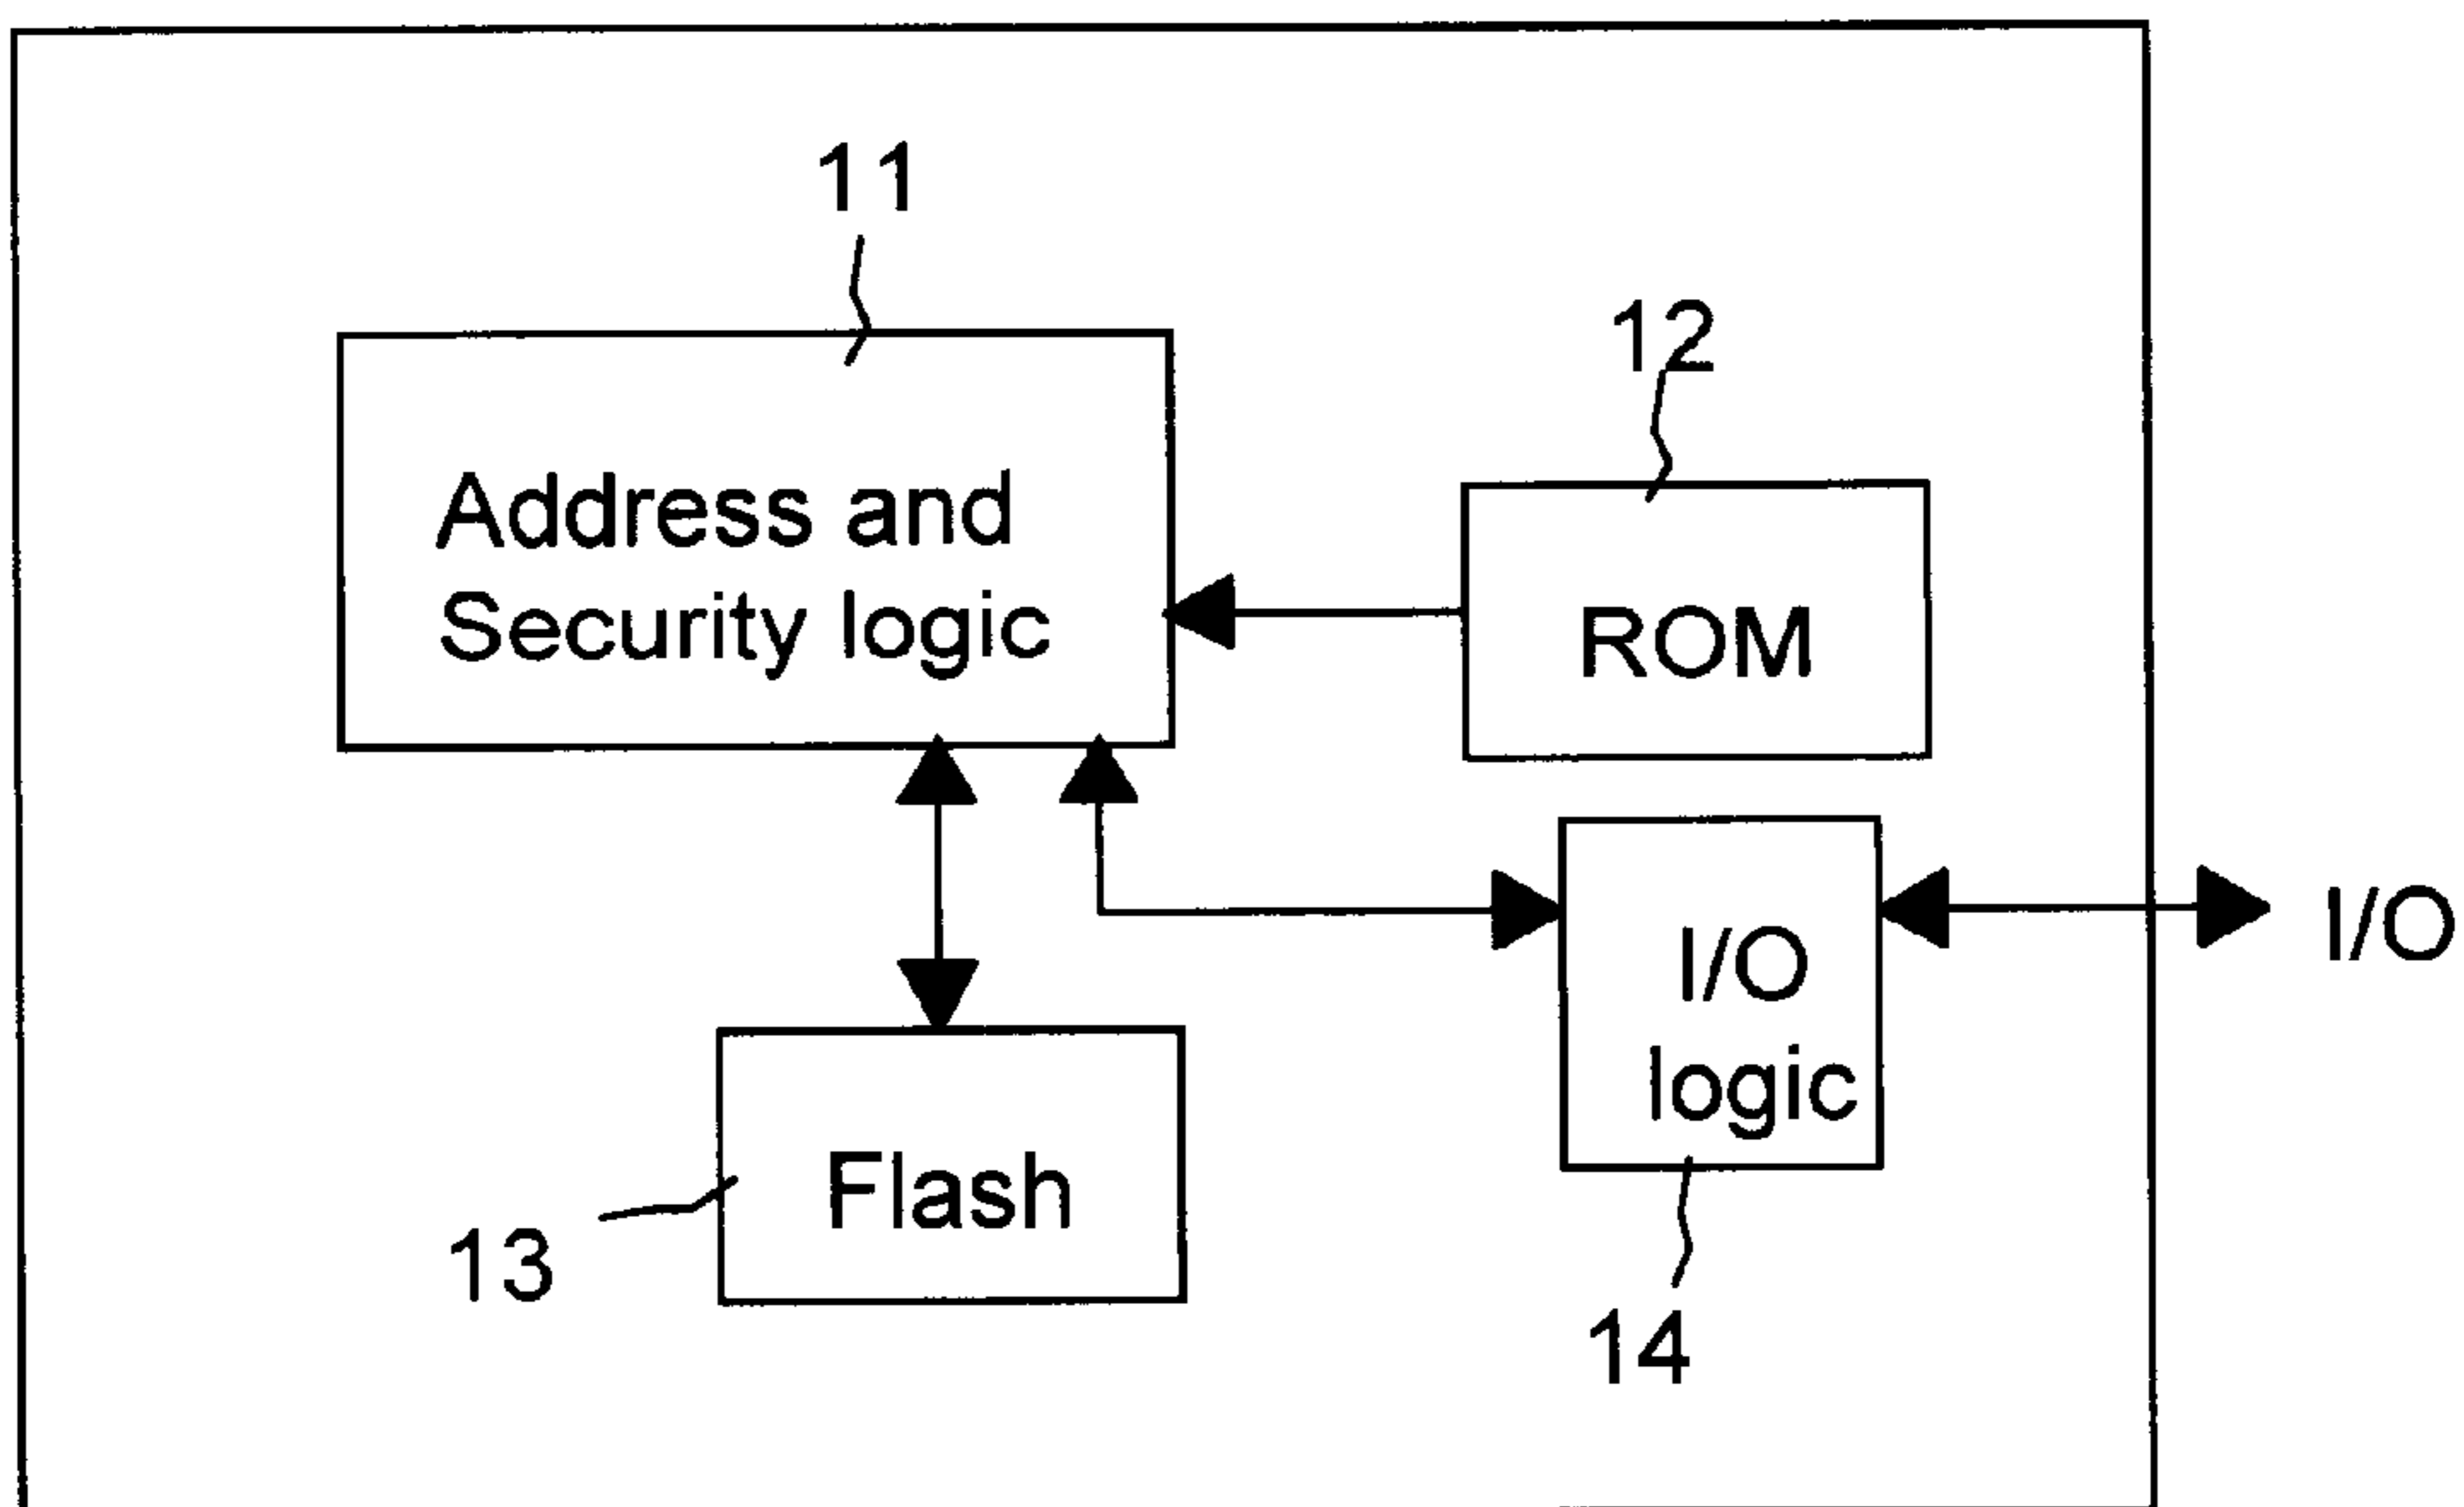 11
12
Address and
Security logic
ROM
I/O
logic
I/O
Flash
13
14